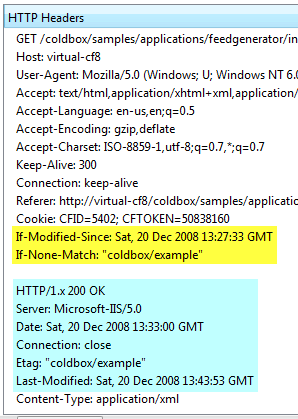 HTTP Headers
GET /coldbox/samples/applications/feedgenerator/in
Host: virtual-cf8
User-Agent: Mozilla/5.0 (Windows; U; Windows NT 6.0
Accept: text/html,application/xhtml+xml,application/
Accept-Language: en-us,en;q=0.5
Accept-Encoding: gzip,deflate
Accept-Charset: ISO-8859-1,utf-8;q=0.7,*;q=0.7
Keep-Alive: 300
Connection: keep-alive
Referer: http://virtual-cf8/coldbox/samples/applicatio
Cookie: CFID=5402; CFTOKEN=50838160
If-Modified-Since: Sat, 20 Dec 2008 13:27:33 GMT
If-None-Match: "coldbox/example"
HTTP/1.x 200 OK
Server: Microsoft-IIS/5.0
Date: Sat, 20 Dec 2008 13:33:00 GMT
Connection: close
Etag: "coldbox/example"
Last-Modified: Sat, 20 Dec 2008 13:43:53 GMT
Content-Type: application/xml